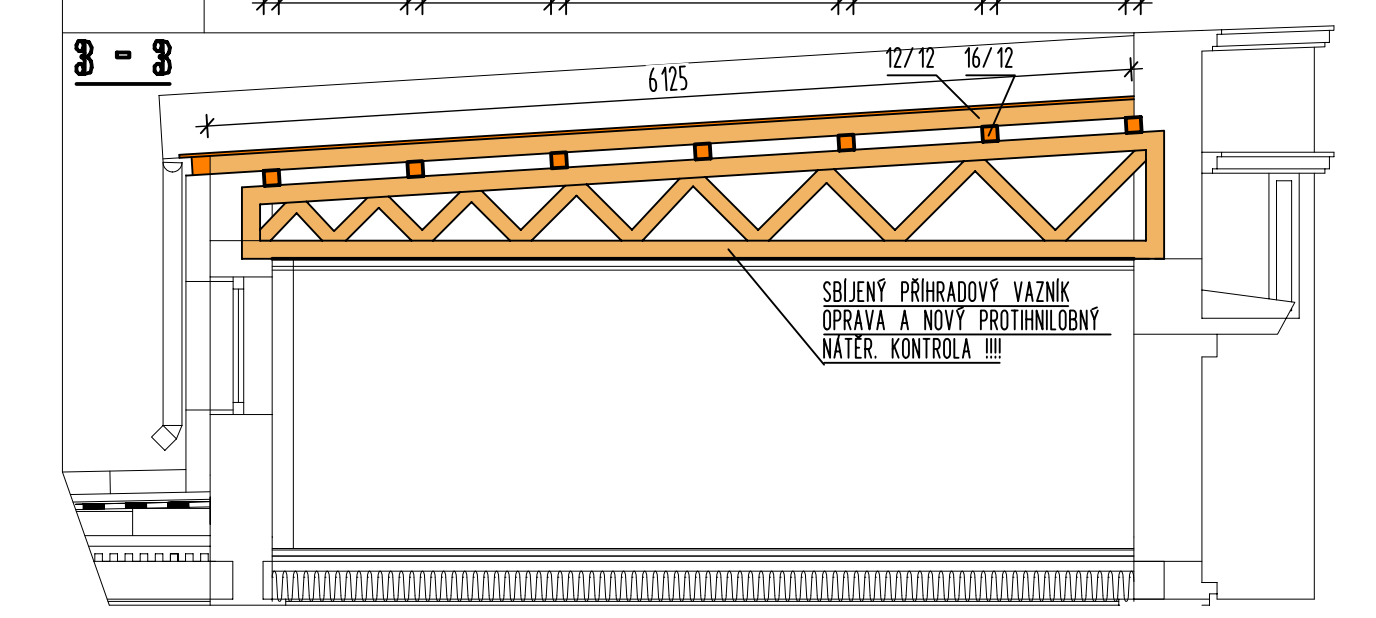 3 - 3
6125
12/12
16/12
SBÍJENÝ PŘÍHRADOVÝ VAZNÍK
OPRAVA A NOVÝ PROTIHNILOBNÝ
NÁTĚR. KONTROLA !!!!